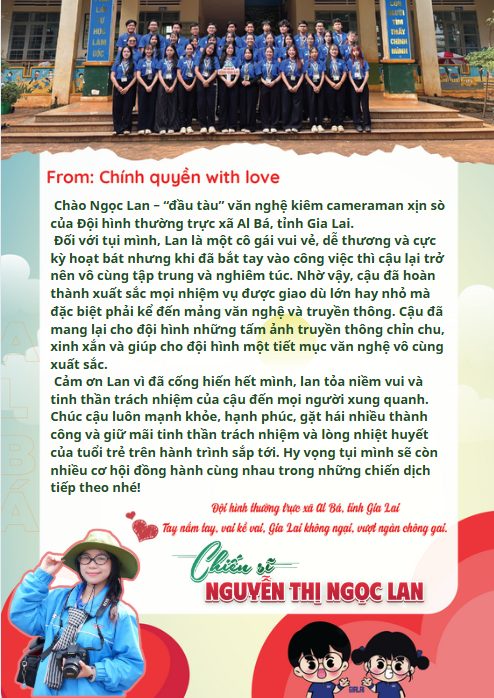 From: Chính quyền with love
Chào Ngọc Lan – “đầu tàu” văn nghệ kiêm cameraman xịn sò
của Đội hình thường trực xã Al Bá, tỉnh Gia Lai.
Đối với tụi mình, Lan là một cô gái vui vẻ, dễ thương và cực
kỳ hoạt bát nhưng khi đã bắt tay vào công việc thì cậu lại trở
nên vô cùng tập trung và nghiêm túc. Nhờ vậy, cậu đã hoàn
thành xuất sắc mọi nhiệm vụ được giao dù lớn hay nhỏ mà
đặc biệt phải kể đến mảng văn nghệ và truyền thông. Cậu đã
mang lại cho đội hình những tấm ảnh truyền thông chỉn chu,
xinh xắn và giúp cho đội hình một tiết mục văn nghệ vô cùng
xuất sắc.
Cảm ơn Lan vì đã cống hiến hết mình, lan tỏa niềm vui và
tinh thần trách nhiệm của cậu đến mọi người xung quanh.
Chúc cậu luôn mạnh khỏe, hạnh phúc, gặt hái nhiều thành
công và giữ mãi tinh thần trách nhiệm và lòng nhiệt huyết
của tuổi trẻ trên hành trình sắp tới. Hy vọng tụi mình sẽ còn
nhiều cơ hội đồng hành cùng nhau trong những chiến dịch
tiếp theo nhé!
Đội hình thường trực xã Al Bá, tỉnh Gia Lai
Tay nắm tay, vai kề vai, Gia Lai không ngại, vượt ngàn chông gai.
Chiến sĩ
NGUYỄN THỊ NGỌC LAN
AL BÁ
GIALAI